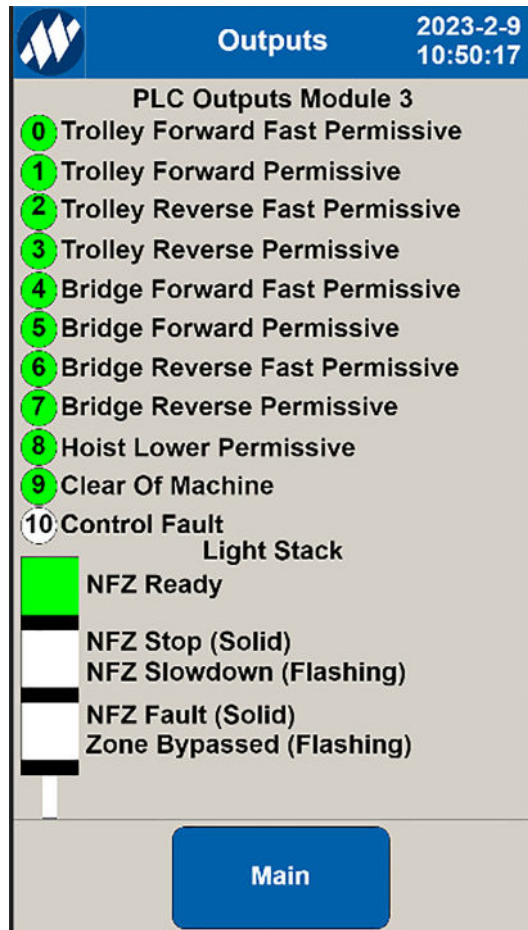 Outputs
2023-2-9
10:50:17
PLC Outputs Module 3
0 Trolley Forward Fast Permissive
1 Trolley Forward Permissive
2 Trolley Reverse Fast Permissive
3 Trolley Reverse Permissive
4 Bridge Forward Fast Permissive
5 Bridge Forward Permissive
6 Bridge Reverse Fast Permissive
7 Bridge Reverse Permissive
8 Hoist Lower Permissive
9 Clear Of Machine
10 Control Fault
Light Stack
NFZ Ready
NFZ Stop (Solid)
NFZ Slowdown (Flashing)
NFZ Fault (Solid)
Zone Bypassed (Flashing)
Main